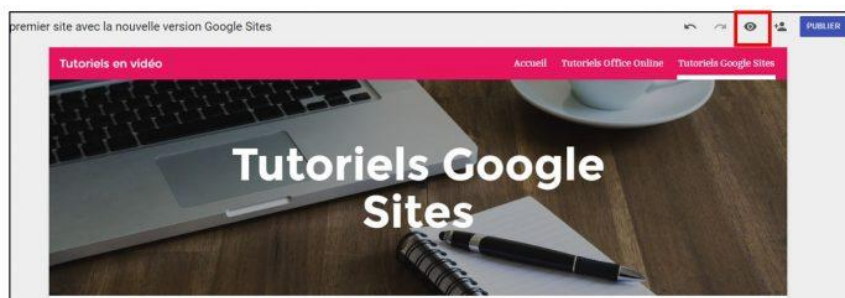 premier site avec la nouvelle version Google Sites
PUBLIER
Tutoriels en vidéo
Accueil Tutoriels Office Online Tutoriels Google Sites
Tutoriels Google
Sites